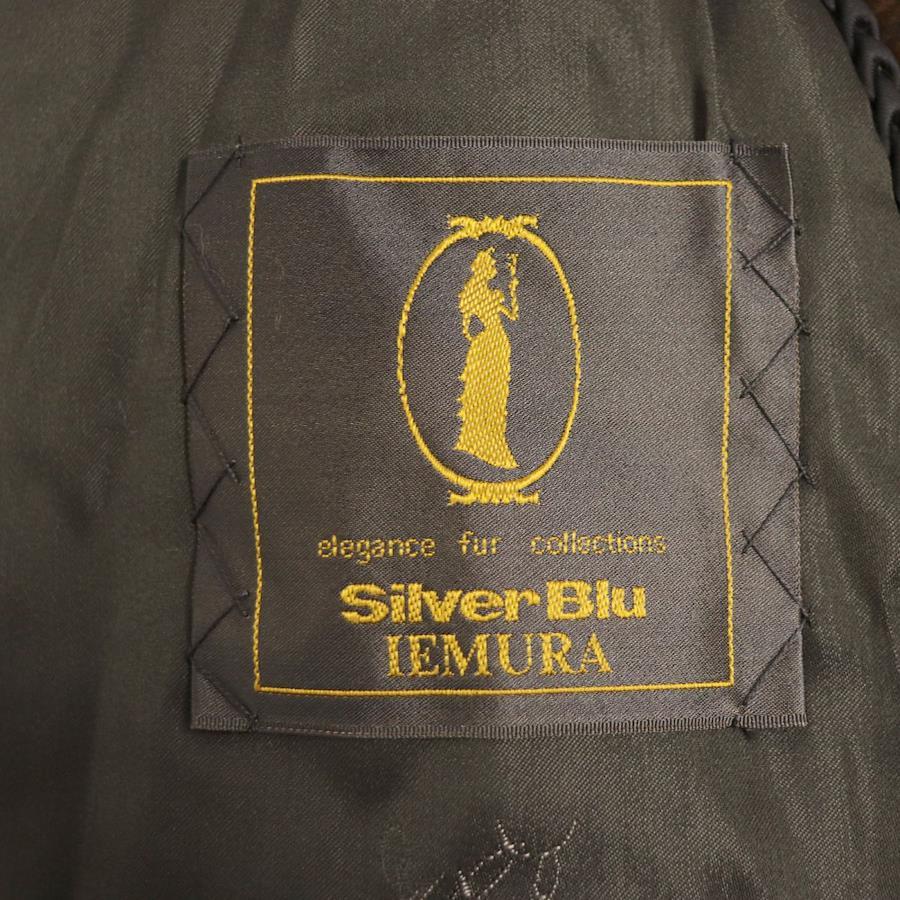 elegance fur collections
SilverBlu
IEMURA